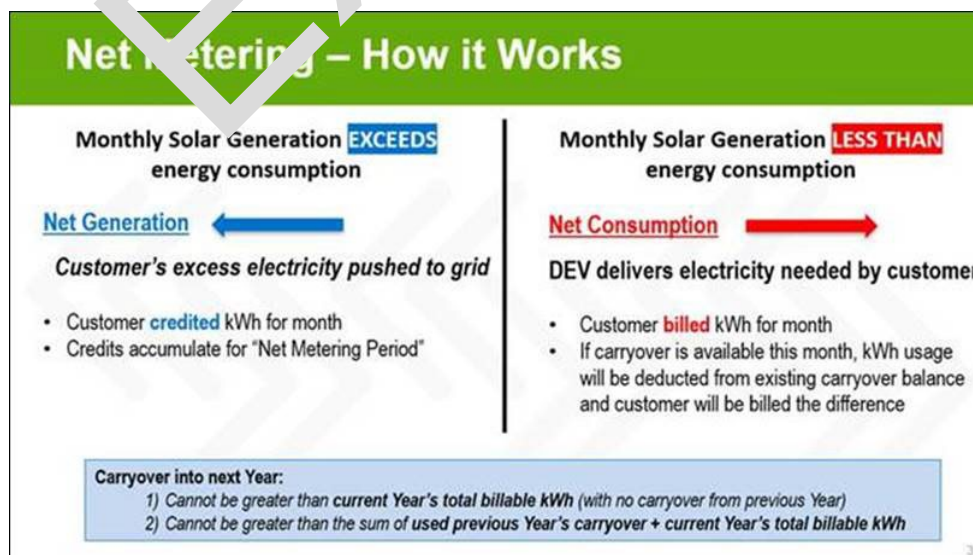 Net Metering – How it Works
Monthly Solar Generation EXCEEDS
energy consumption
Net Generation
Customer's excess electricity pushed to grid
• Customer credited kWh for month
• Credits accumulate for “Net Metering Period”
Monthly Solar Generation LESS THAN
energy consumption
Net Consumption
DEV delivers electricity needed by customer
• Customer billed kWh for month
• If carryover is available this month, kWh usage
will be deducted from existing carryover balance
and customer will be billed the difference
Carryover into next Year:
1) Cannot be greater than current Year's total billable kWh (with no carryover from previous Year)
2) Cannot be greater than the sum of used previous Year's carryover + current Year's total billable kWh